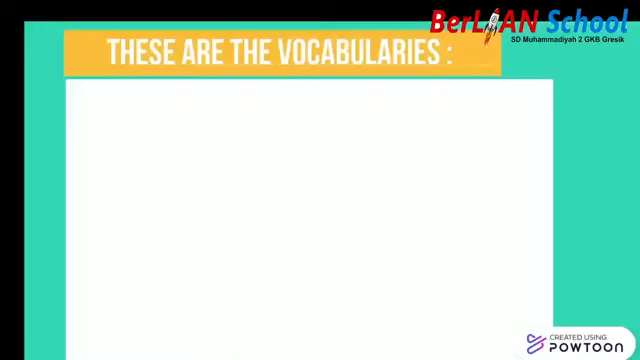 BerLIAN School
SD Muhammadiyah 2 GKB Gresik
THESE ARE THE VOCABULARIES :
CREATED USING
POWTOON